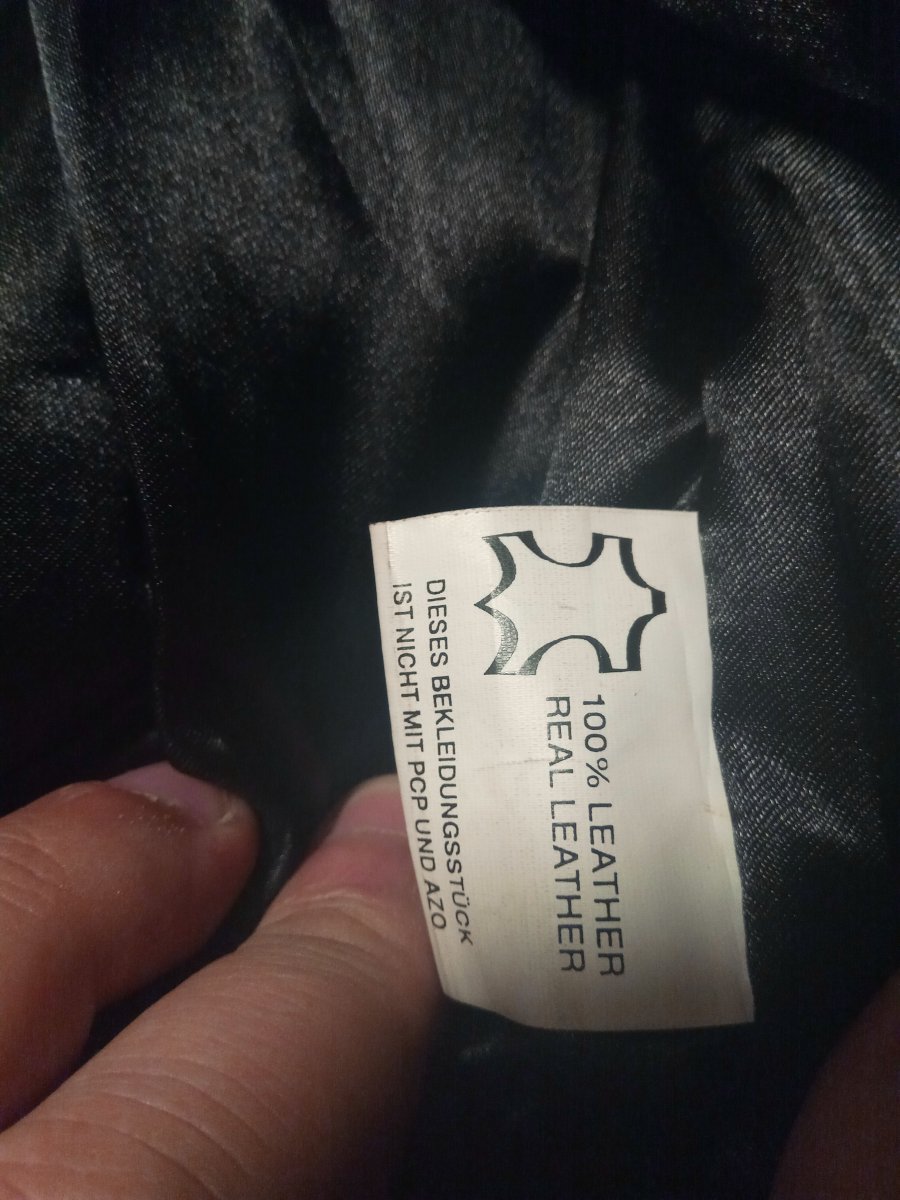 100% LEATHER
REAL LEATHER
DIESES BEKLEIDUNGSSTÜCK
IST NICHT MIT PCP UND AZO